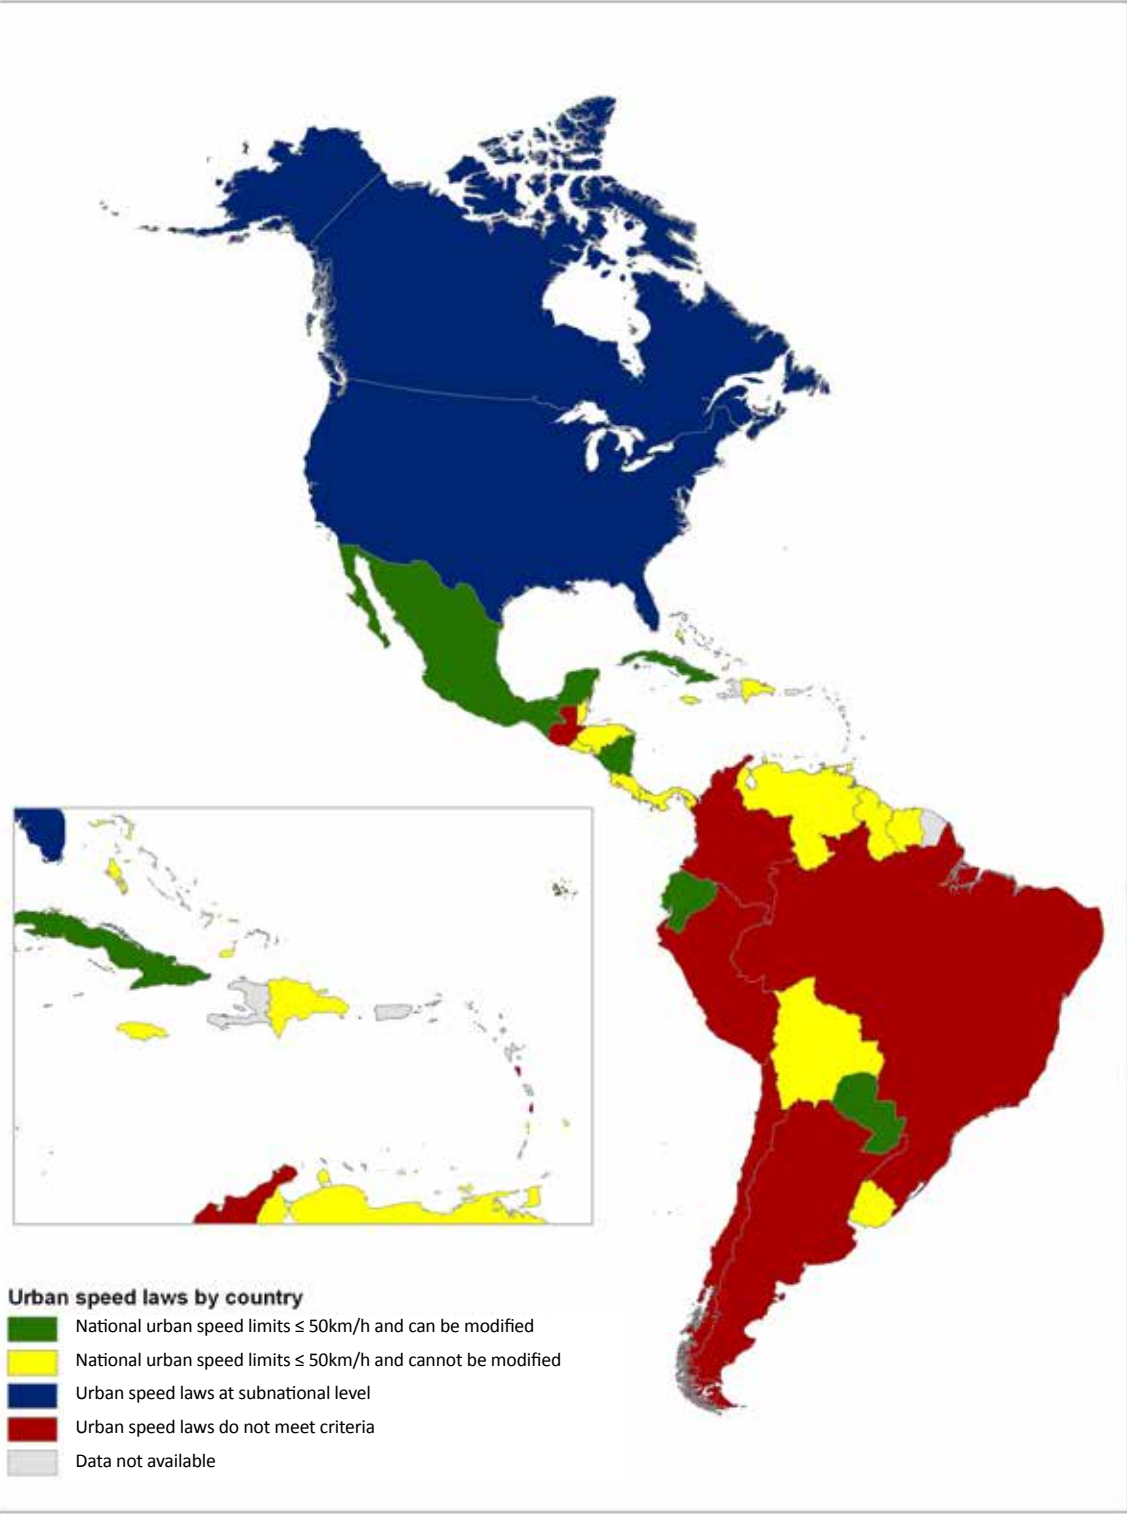 Urban speed laws by country
National urban speed limits ≤ 50km/h and can be modified
National urban speed limits ≤ 50km/h and cannot be modified
Urban speed laws at subnational level
Urban speed laws do not meet criteria
Data not available